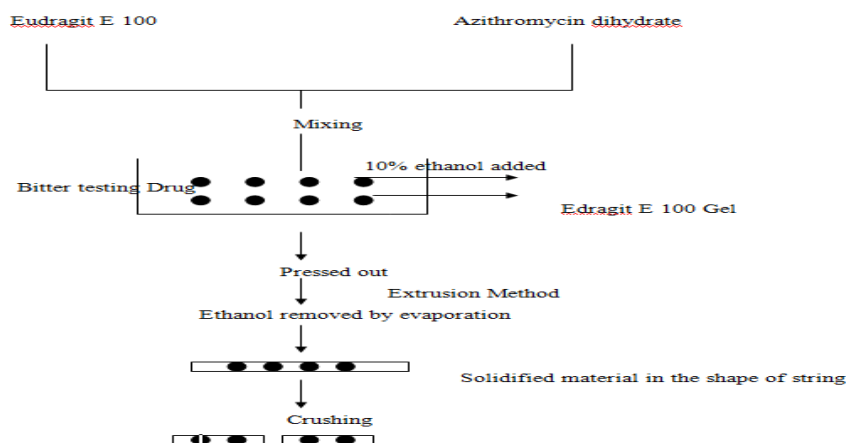 Eudragit E 100
Azithromycin dihydrate
Mixing
10% ethanol added
Bitter testing Drug
Edragit E 100 Gel
Pressed out
Extrusion Method
Ethanol removed by evaporation
Solidified material in the shape of string
Crushing